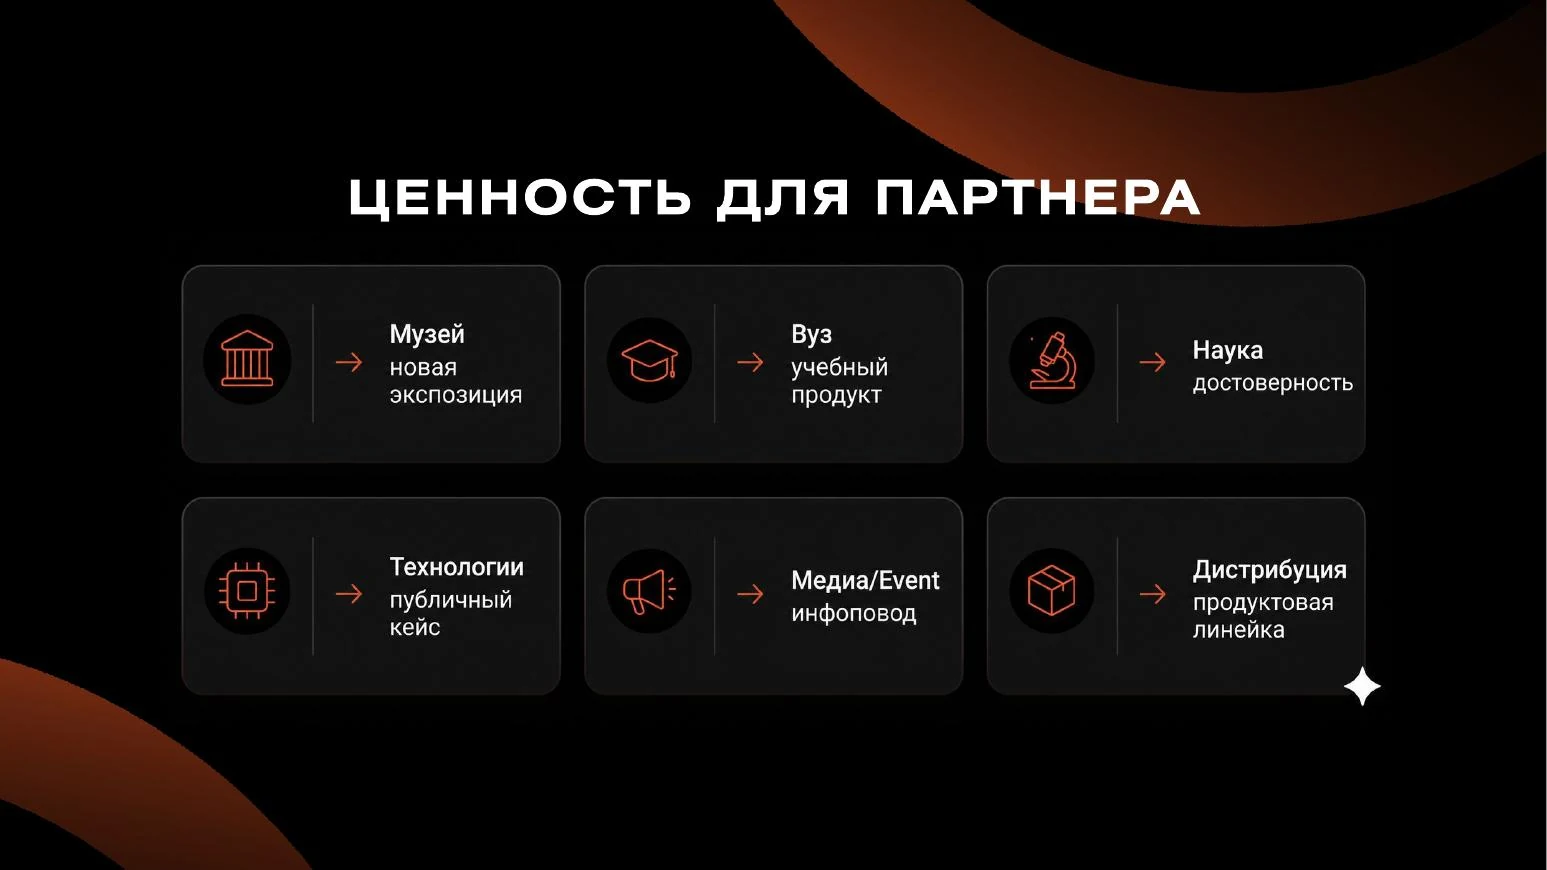 ЦЕННОСТЬ ДЛЯ ПАРТНЕРА
Музей
новая
экспозиция
Вуз
учебный
продукт
Наука
достоверность
Технологии
публичный
кейс
Медиа/Event
инфоповод
Дистрибуция
продуктовая
линейка